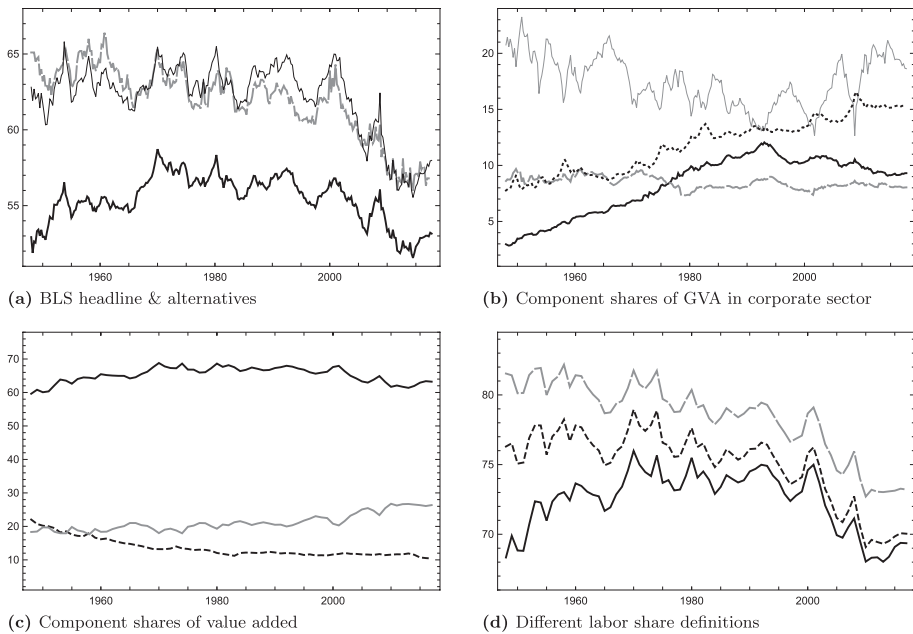 65
60
55
1960 1980 2000
(a) BLS headline & alternatives
20
15
10
5
1960 1980 2000
(b) Component shares of GVA in corporate sector
70
60
50
40
30
20
10
1960 1980 2000
(c) Component shares of value added
80
75
70
1960 1980 2000
(d) Different labor share definitions